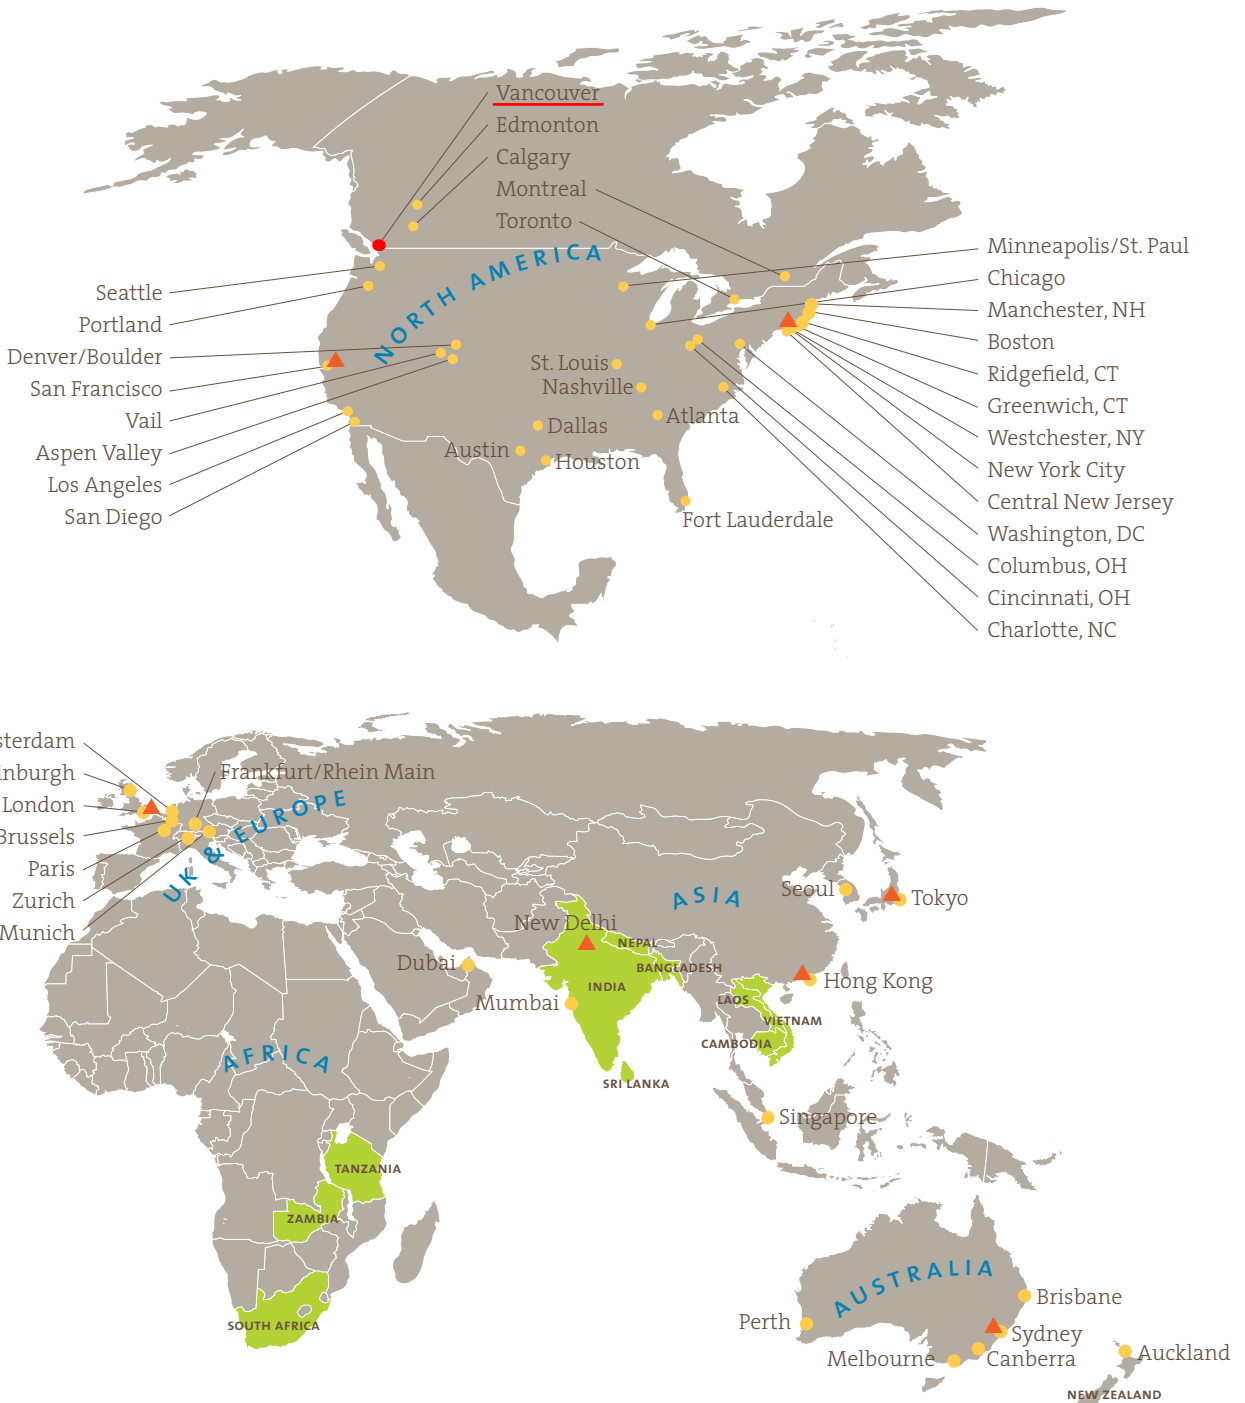 Vancouver
Edmonton
Calgary
Montreal
Toronto
NORTH AMERICA
Seattle
Portland
Denver/Boulder
San Francisco
Vail
Aspen Valley
Los Angeles
San Diego
St. Louis
Nashville
Atlanta
Dallas
Austin
Houston
Fort Lauderdale
Minneapolis/St. Paul
Chicago
Manchester, NH
Boston
Ridgefield, CT
Greenwich, CT
Westchester, NY
New York City
Central New Jersey
Washington, DC
Columbus, OH
Cincinnati, OH
Charlotte, NC
sterdam
inburgh
London
Brussels
Paris
Zurich
Munich
Frankfurt/Rhein Main
UK & EUROPE
ASIA
Seoul
Tokyo
New Delhi
NEPAL
BANGLADESH
INDIA
Dubai
Mumbai
Hong Kong
LAOS
VIETNAM
CAMBODIA
SRI LANKA
Singapore
AFRICA
TANZANIA
ZAMBIA
SOUTH AFRICA
AUSTRALIA
Brisbane
Perth
Sydney
Melbourne
Canberra
Auckland
NEW ZEALAND